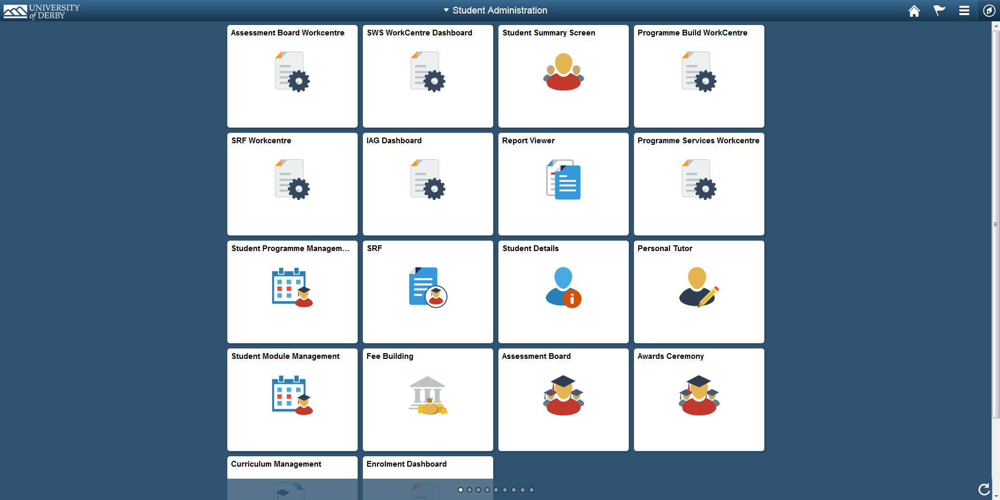 UNIVERSITY
of DERBY
Student Administration
Assessment Board Workcentre
SWS WorkCentre Dashboard
Student Summary Screen
Programme Build WorkCentre
SRF Workcentre
IAG Dashboard
Report Viewer
Programme Services Workcentre
Student Programme Managem...
SRF
Student Details
Personal Tutor
Student Module Management
Fee Building
Assessment Board
Awards Ceremony
Curriculum Management
Enrolment Dashboard